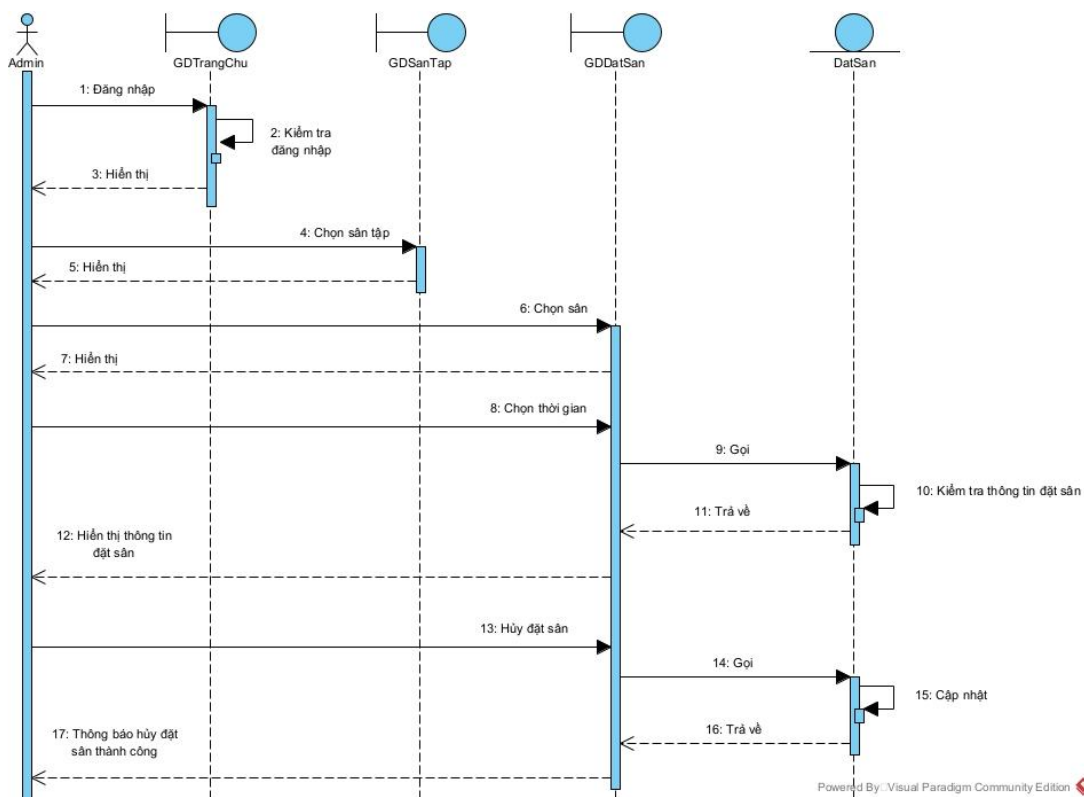 Admin
GDTrangChu
GDSanTap
GDDatSan
DatSan
1: Đăng nhập
2: Kiểm tra
đăng nhập
3: Hiển thị
4: Chọn sân tập
5: Hiển thị
6: Chọn sân
7: Hiển thị
8: Chọn thời gian
9: Gọi
10: Kiểm tra thông tin đặt sân
11: Trả về
12: Hiển thị thông tin
đặt sân
13: Hủy đặt sân
14: Gọi
15: Cập nhật
16: Trả về
17: Thông báo hủy đặt
sân thành công
Powered By Visual Paradigm Community Edition